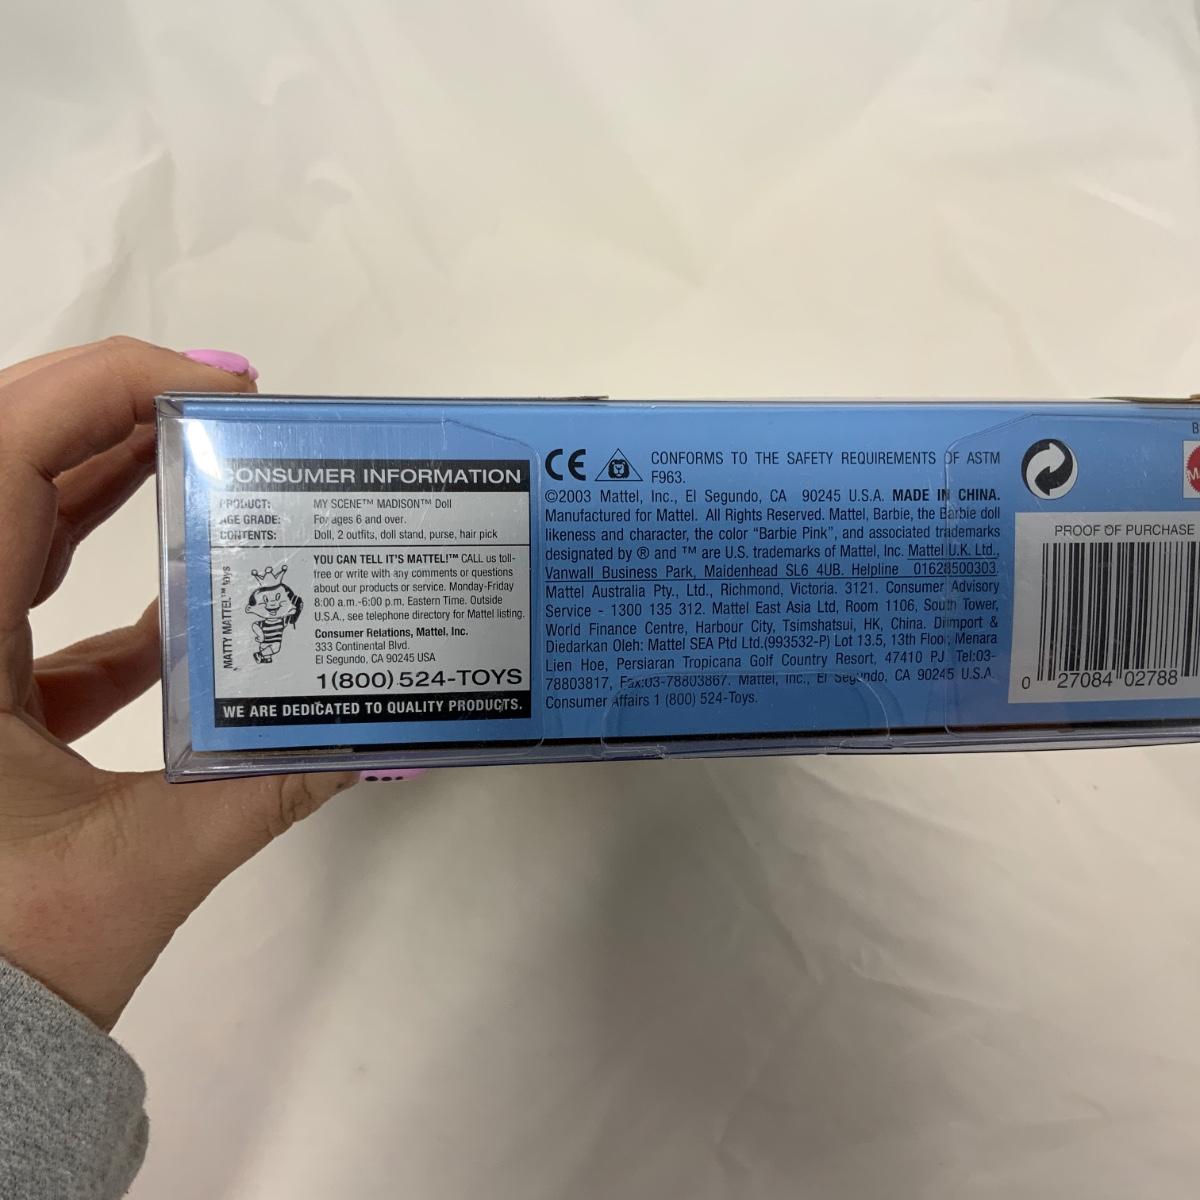 CONSUMER INFORMATION
PRODUCT: MY SCENE™ MADISON™ Doll
AGE GRADE: For ages 6 and over.
CONTENTS: Doll, 2 outfits, doll stand, purse, hair pick
MATTY MATTEL™ toys
YOU CAN TELL IT'S MATTEL!™ CALL us toll-
free or write with any comments or questions
about our products or service. Monday-Friday
8:00 a.m.-6:00 p.m. Eastern Time. Outside
U.S.A., see telephone directory for Mattel listing.
Consumer Relations, Mattel, Inc.
333 Continental Blvd.
El Segundo, CA 90245 USA
1(800) 524-TOYS
WE ARE DEDICATED TO QUALITY PRODUCTS.
CE CONFORMS TO THE SAFETY REQUIREMENTS OF ASTM
F963.
©2003 Mattel, Inc., El Segundo, CA 90245 U.S.A. MADE IN CHINA.
Manufactured for Mattel. All Rights Reserved. Mattel, Barbie, the Barbie doll
likeness and character, the color "Barbie Pink", and associated trademarks
designated by ® and ™ are U.S. trademarks of Mattel, Inc. Mattel U.K. Ltd.,
Vanwall Business Park, Maidenhead SL6 4UB. Helpline 01628500303.
Mattel Australia Pty., Ltd., Richmond, Victoria. 3121. Consumer Advisory
Service - 1300 135 312. Mattel East Asia Ltd, Room 1106, South Tower,
World Finance Centre, Harbour City, Tsimshatsui, HK, China. Diimport &
Diedarkan Oleh: Mattel SEA Ptd Ltd.(993532-P) Lot 13.5, 13th Floor, Menara
Lien Hoe, Persiaran Tropicana Golf Country Resort, 47410 PJ. Tel:03-
78803817, Fax:03-78803867. Mattel, Inc., El Segundo, CA 90245 U.S.A.
Consumer Affairs 1 (800) 524-Toys.
B
PROOF OF PURCHASE
0 27084 02788